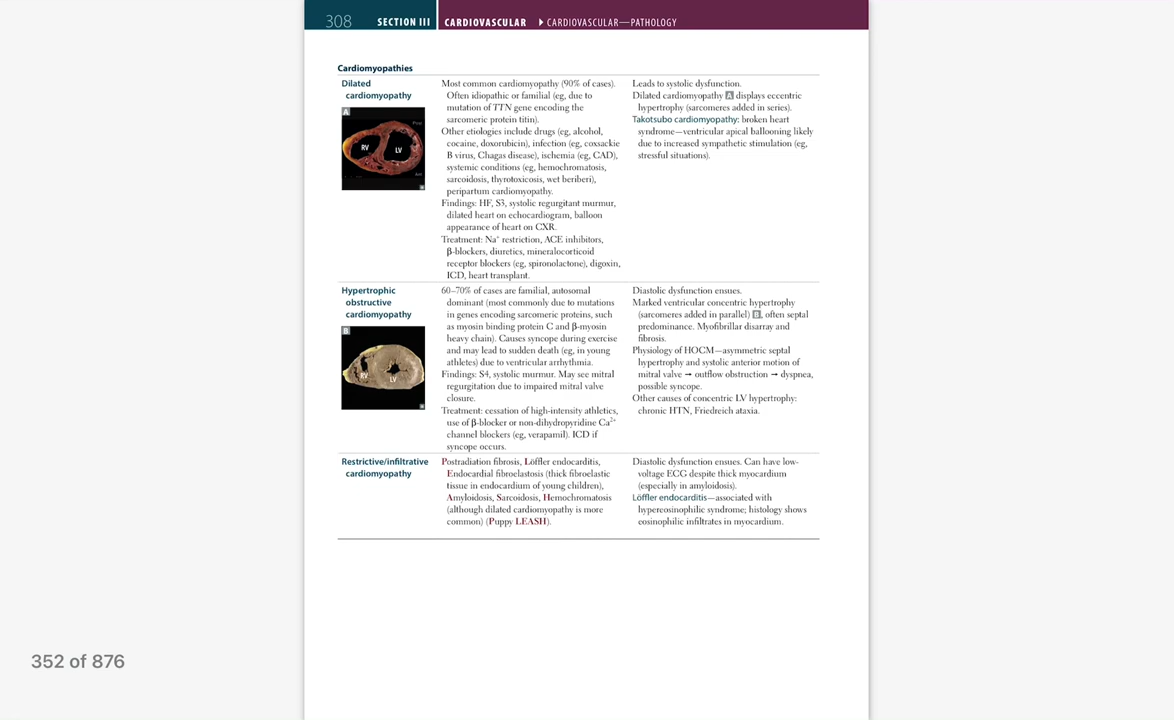 308 SECTION III CARDIOVASCULAR ▶ CARDIOVASCULAR—PATHOLOGY
Cardiomyopathies
Dilated
cardiomyopathy
A
RV
LV
Most common cardiomyopathy (90% of cases).
Often idiopathic or familial (eg, due to
mutation of TTN gene encoding the
sarcomeric protein titin).
Other etiologies include drugs (eg, alcohol,
cocaine, doxorubicin), infection (eg, coxsackie
B virus, Chagas disease), ischemia (eg, CAD),
systemic conditions (eg, hemochromatosis,
sarcoidosis, thyrotoxicosis, wet beriberi),
peripartum cardiomyopathy.
Findings: HF, S3, systolic regurgitant murmur,
dilated heart on echocardiogram, balloon
appearance of heart on CXR.
Treatment: Na⁺ restriction, ACE inhibitors,
β-blockers, diuretics, mineralocorticoid
receptor blockers (eg, spironolactone), digoxin,
ICD, heart transplant.
Leads to systolic dysfunction.
Dilated cardiomyopathy A displays eccentric
hypertrophy (sarcomeres added in series).
Takotsubo cardiomyopathy: broken heart
syndrome—ventricular apical ballooning likely
due to increased sympathetic stimulation (eg,
stressful situations).
Hypertrophic
obstructive
cardiomyopathy
B
RV
LV
60–70% of cases are familial, autosomal
dominant (most commonly due to mutations
in genes encoding sarcomeric proteins, such
as myosin binding protein C and β-myosin
heavy chain). Causes syncope during exercise
and may lead to sudden death (eg, in young
athletes) due to ventricular arrhythmia.
Findings: S4, systolic murmur. May see mitral
regurgitation due to impaired mitral valve
closure.
Treatment: cessation of high-intensity athletics,
use of β-blocker or non-dihydropyridine Ca²⁺
channel blockers (eg, verapamil). ICD if
syncope occurs.
Diastolic dysfunction ensues.
Marked ventricular concentric hypertrophy
(sarcomeres added in parallel) B, often septal
predominance. Myofibrillar disarray and
fibrosis.
Physiology of HOCM—asymmetric septal
hypertrophy and systolic anterior motion of
mitral valve → outflow obstruction → dyspnea,
possible syncope.
Other causes of concentric LV hypertrophy:
chronic HTN, Friedreich ataxia.
Restrictive/infiltrative
cardiomyopathy
Postradiation fibrosis, Löffler endocarditis,
Endocardial fibroelastosis (thick fibroelastic
tissue in endocardium of young children),
Amyloidosis, Sarcoidosis, Hemochromatosis
(although dilated cardiomyopathy is more
common) (Puppy LEASH).
Diastolic dysfunction ensues. Can have low-
voltage ECG despite thick myocardium
(especially in amyloidosis).
Löffler endocarditis—associated with
hypereosinophilic syndrome; histology shows
eosinophilic infiltrates in myocardium.
352 of 876